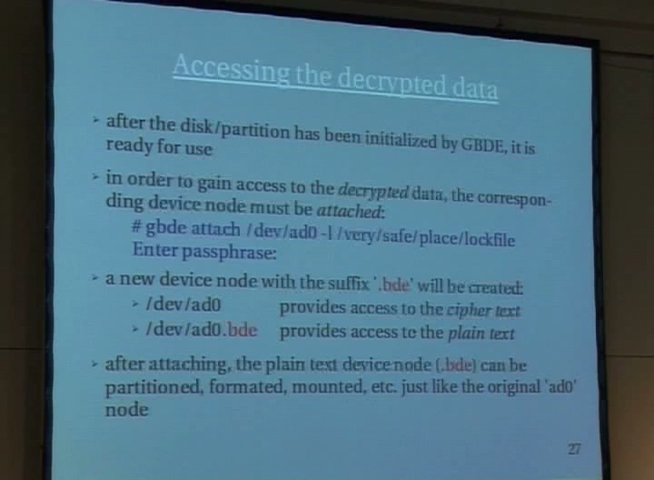 Accessing the decrypted data
‣ after the disk/partition has been initialized by GBDE, it is
ready for use
‣ in order to gain access to the decrypted data, the correspon-
ding device node must be attached:
# gbde attach /dev/ad0 -l /very/safe/place/lockfile
Enter passphrase:
‣ a new device node with the suffix '.bde' will be created:
‣ /dev/ad0 provides access to the cipher text
‣ /dev/ad0.bde provides access to the plain text
‣ after attaching, the plain text device node (.bde) can be
partitioned, formated, mounted, etc. just like the original 'ad0'
node
27